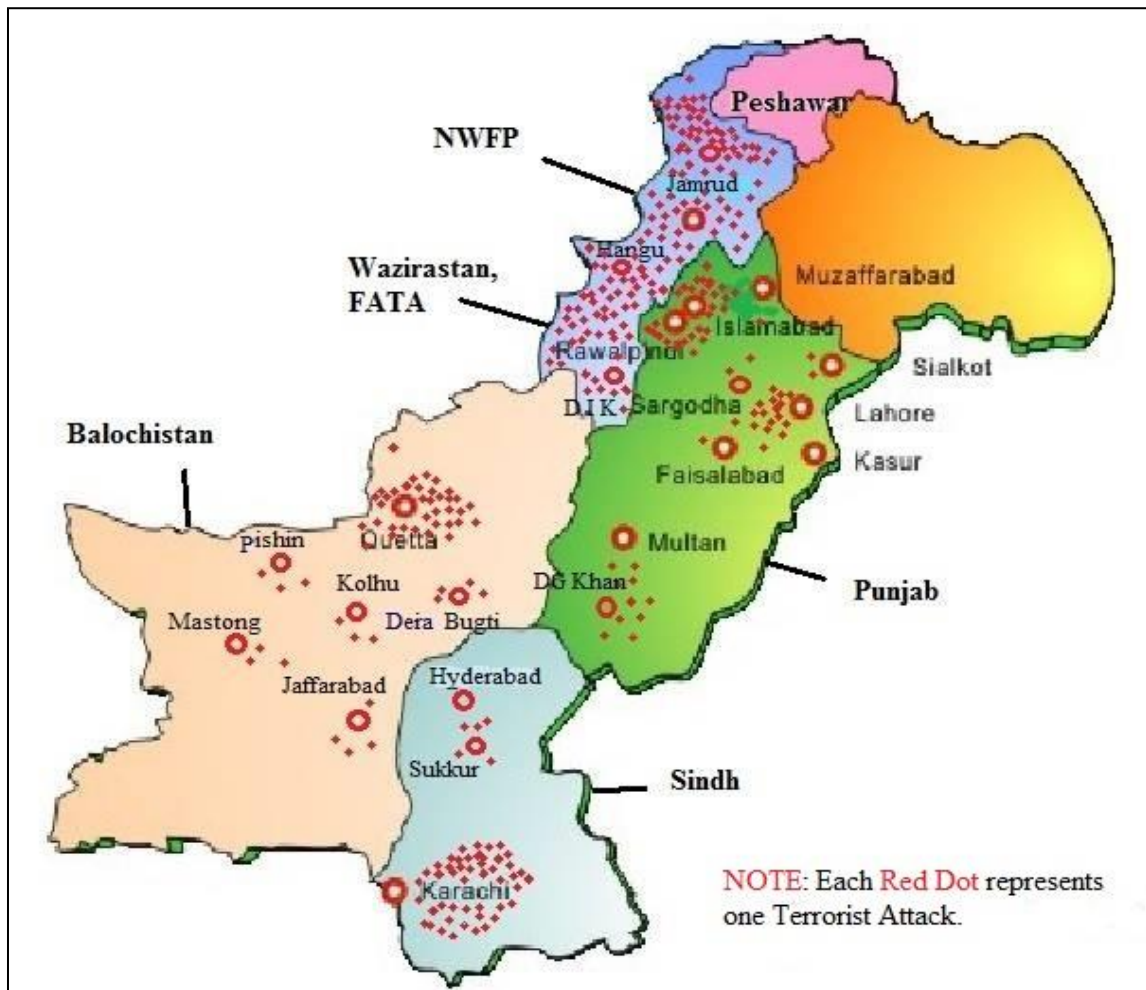 Peshawar
NWFP
Jamrud
Hangu
Muzaffarabad
Wazirastan,
FATA
Islamabad
Rawalpindi
Sialkot
D.I K
Sargodha
Lahore
Balochistan
Faisalabad
Kasur
Quetta
pishin
Multan
Kolhu
DG Khan
Punjab
Mastong
Dera Bugti
Jaffarabad
Hyderabad
Sukkur
Sindh
Karachi
NOTE: Each Red Dot represents
one Terrorist Attack.